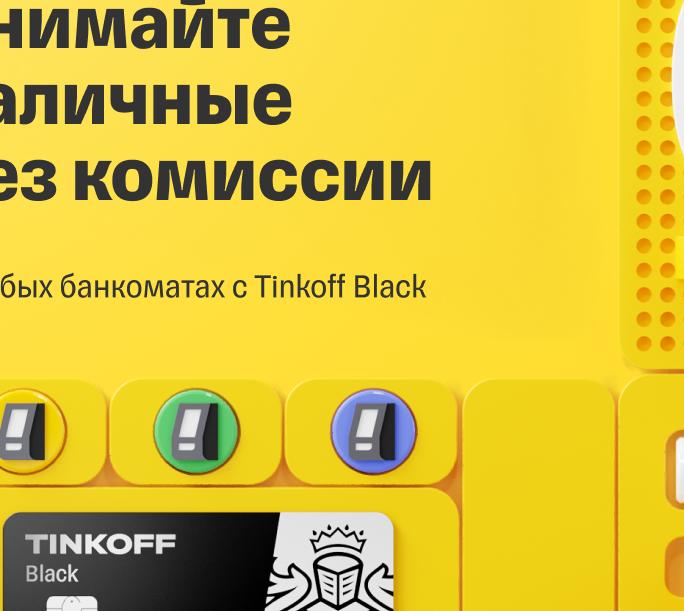 нимайте
аличные
ез комиссии
бых банкоматах с Tinkoff Black
TINKOFF
Black